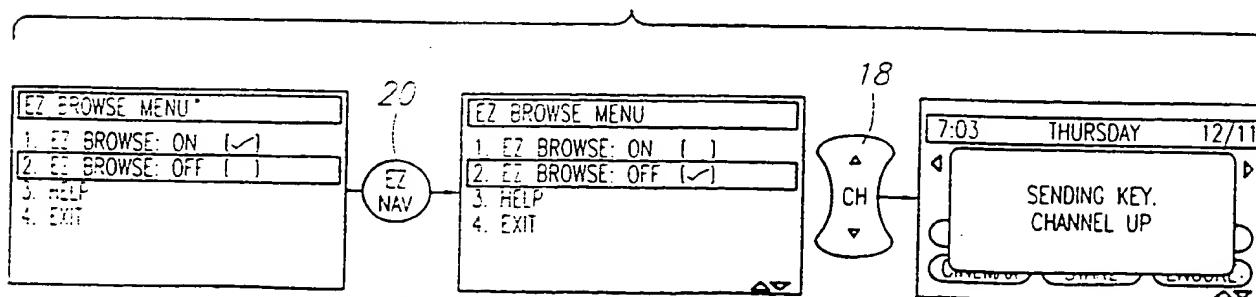 EZ BROWSE MENU
1. EZ BROWSE: ON [✓]
2. EZ BROWSE: OFF [ ]
3. HELP
4. EXIT
20
EZ
NAV
EZ BROWSE MENU
1. EZ BROWSE: ON [ ]
2. EZ BROWSE: OFF [✓]
3. HELP
4. EXIT
18
CH
7:03 THURSDAY 12/11
SENDING KEY.
CHANNEL UP